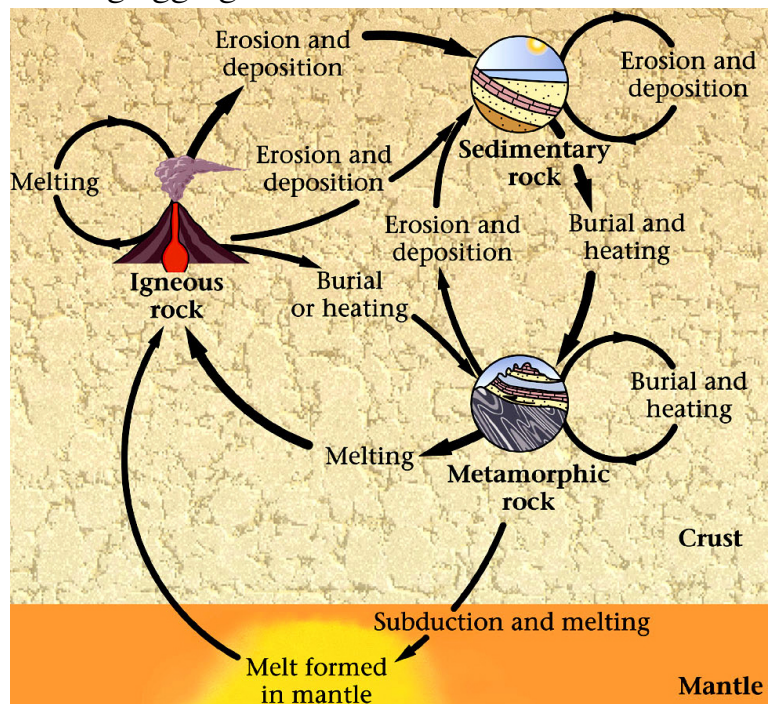 Erosion and
deposition
Erosion and
deposition
Erosion and
deposition
Sedimentary
rock
Melting
Erosion and
deposition
Burial and
heating
Igneous
rock
Burial
or heating
Burial and
heating
Melting
Metamorphic
rock
Crust
Subduction and melting
Melt formed
in mantle
Mantle